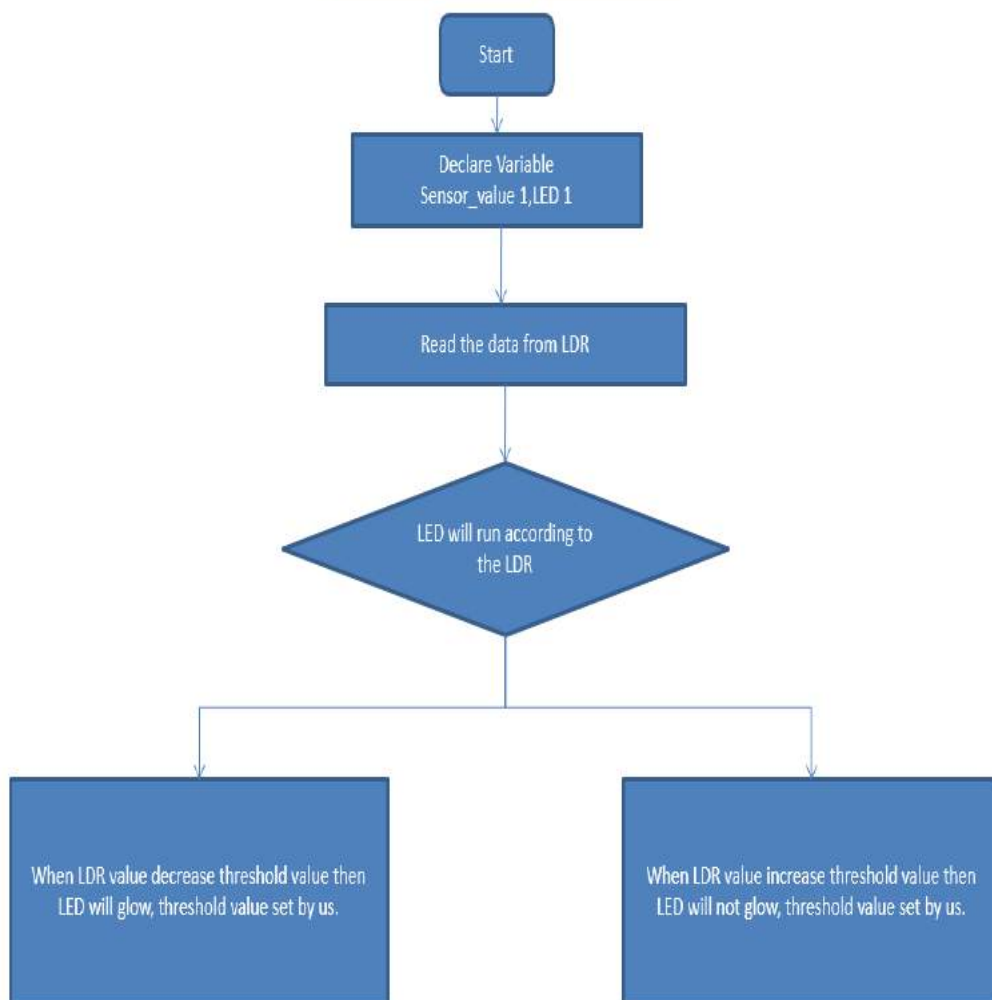 Start
Declare Variable
Sensor_value 1,LED 1
Read the data from LDR
LED will run according to
the LDR
When LDR value decrease threshold value then
LED will glow, threshold value set by us.
When LDR value increase threshold value then
LED will not glow, threshold value set by us.